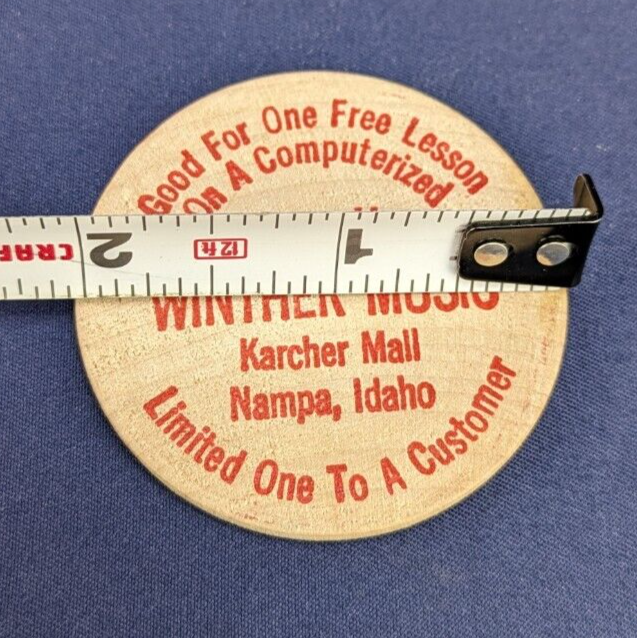 Good For One Free Lesson
On A Computerized
CRAF
2
12 ft
1
WINTHER MUSIC
Karcher Mall
Nampa, Idaho
Limited One To A Customer